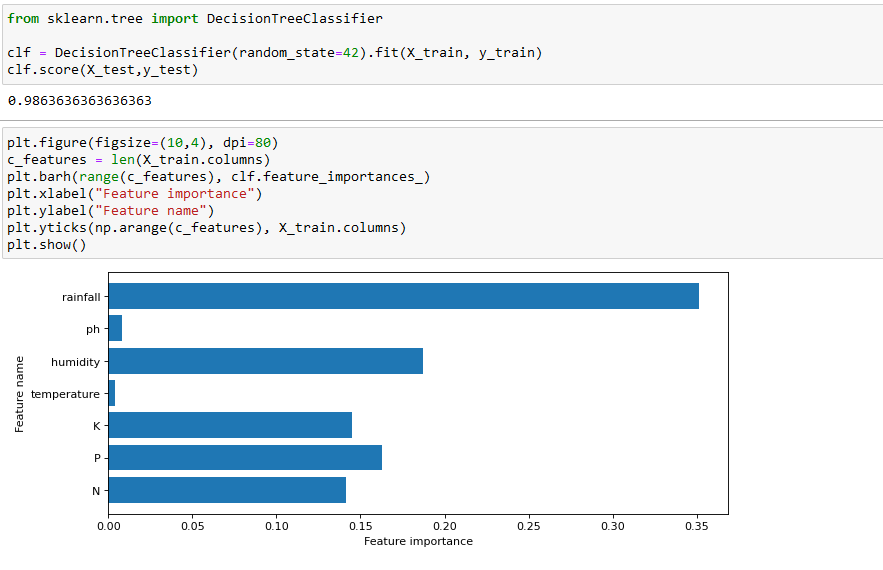 from sklearn.tree import DecisionTreeClassifier
clf = DecisionTreeClassifier(random_state=42).fit(X_train, y_train)
clf.score(X_test,y_test)
0.9863636363636363
plt.figure(figsize=(10,4), dpi=80)
c_features = len(X_train.columns)
plt.barh(range(c_features), clf.feature_importances_)
plt.xlabel("Feature importance")
plt.ylabel("Feature name")
plt.yticks(np.arange(c_features), X_train.columns)
plt.show()
Feature name
rainfall
ph
humidity
temperature
K
P
N
0.00 0.05 0.10 0.15 0.20 0.25 0.30 0.35
Feature importance